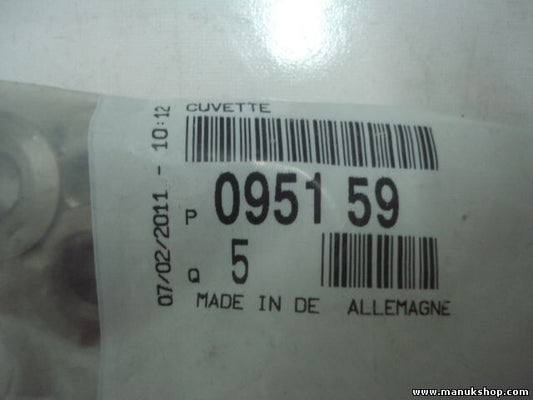 CUVETTE
P 0951 59
Q 5
MADE IN DE ALLEMAGNE
07/02/2011 - 10:12
www.manukshop.com